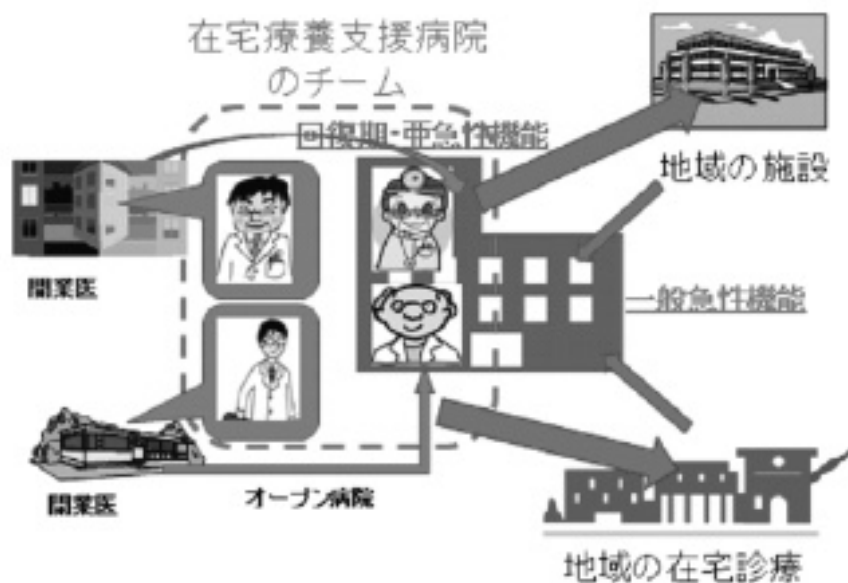 在宅療養支援病院
のチーム
回復期・亜急性機能
地域の施設
開業医
一般急性機能
開業医
オープン病院
地域の在宅診療